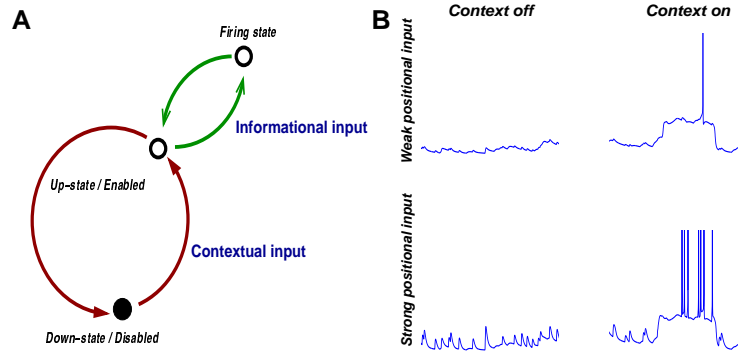 A
Firing state
Informational input
Up-state / Enabled
Contextual input
Down-state / Disabled
B
Context off
Context on
Weak positional input
Strong positional input